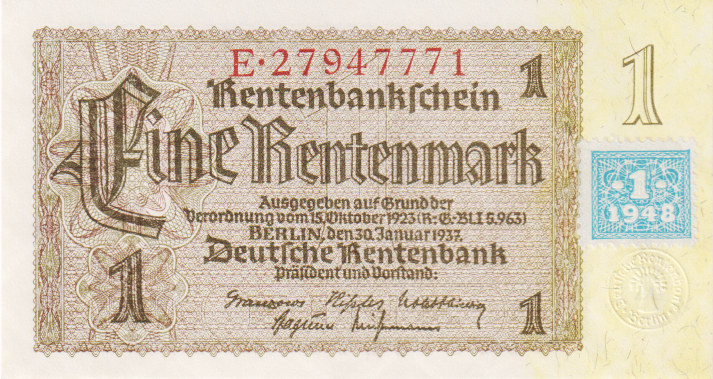 E·27947771
1
1
Rentenbankschein
Eine Rentenmark
Ausgegeben auf Grund der
Verordnung vom 15. Oktober 1923 (R·G·BL I S. 963)
BERLIN, den 30. Januar 1937.
Deutsche Rentenbank
Präsident und Vorstand:
1
1
1
1948